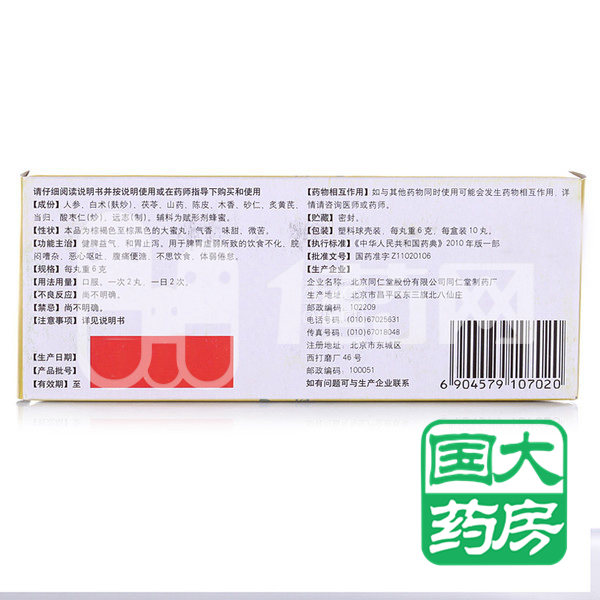 请仔细阅读说明书并按说明使用或在药师指导下购买和使用
【成份】人参、白术(麸炒)、茯苓、山药、陈皮、木香、砂仁、炙黄芪、
当归、酸枣仁(炒)、远志(制)。辅料为赋形剂蜂蜜。
【性状】本品为棕褐色至棕黑色的大蜜丸；气香，味甜、微苦。
【功能主治】健脾益气、和胃止泻。用于脾胃虚弱所致的饮食不化、脘
闷嘈杂、恶心呕吐、腹痛便溏、不思饮食、体弱倦怠。
【规格】每丸重6克
【用法用量】口服，一次2丸，一日2次。
【不良反应】尚不明确。
【禁忌】尚不明确。
【注意事项】详见说明书
【生产日期】
【产品批号】
【有效期】至
【药物相互作用】如与其他药物同时使用可能会发生药物相互作用，详
情请咨询医师或药师。
【贮藏】密封。
【包装】塑料球壳装，每丸重6克，每盒装10丸。
【执行标准】《中华人民共和国药典》2010年版一部
【批准文号】国药准字Z11020106
【生产企业】
企业名称：北京同仁堂股份有限公司同仁堂制药厂
生产地址：北京市昌平区东三旗北八仙庄
邮政编码：102209
电话号码：(010)67025631
传真号码：(010)67018048
注册地址：北京市东城区
西打磨厂46号
邮政编码：100051
如有问题可与生产企业联系
6 904579 107020
国大
药房